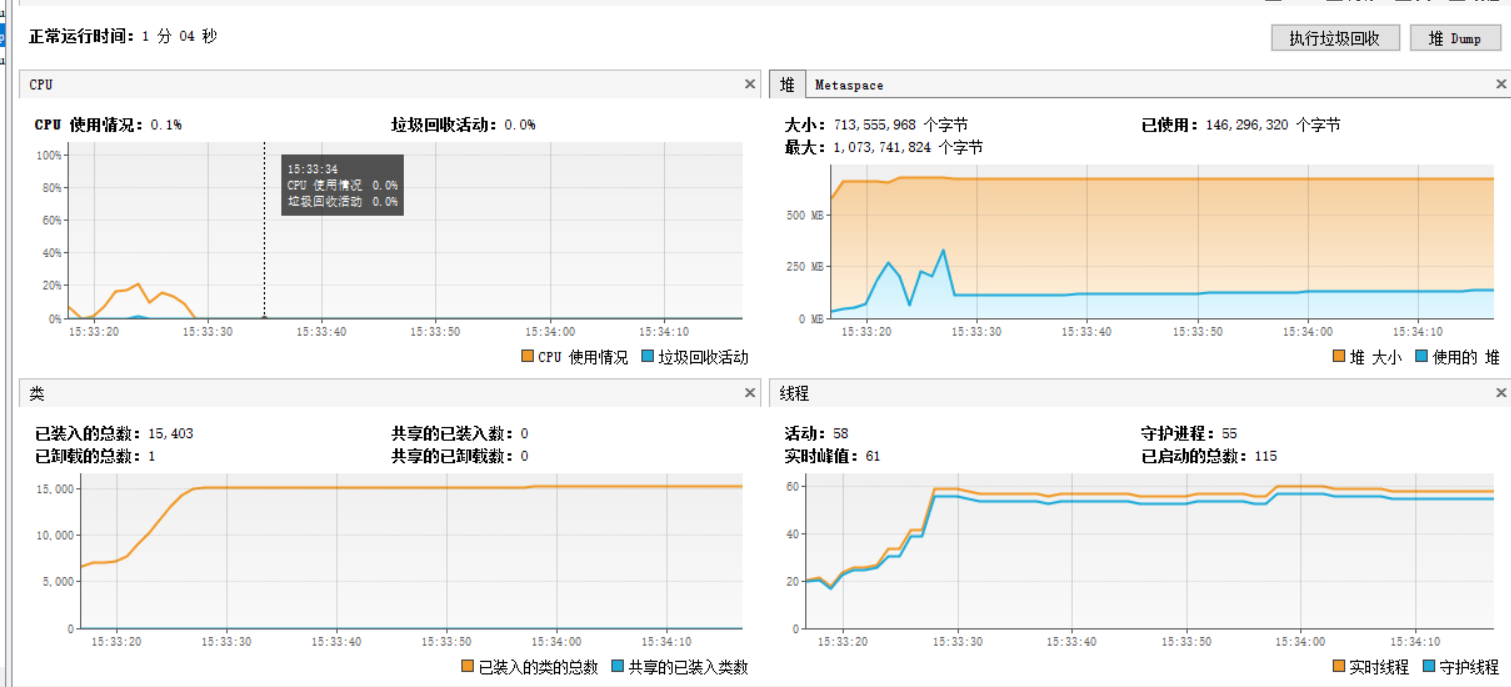 正常运行时间：1 分 04 秒
执行垃圾回收 堆 Dump
CPU
CPU 使用情况：0.1% 垃圾回收活动：0.0%
100%
80%
60%
40%
20%
0%
15:33:34
CPU 使用情况 0.0%
垃圾回收活动 0.0%
15:33:20 15:33:30 15:33:40 15:33:50 15:34:00 15:34:10
CPU 使用情况 垃圾回收活动
堆 Metaspace
大小：713,555,968 个字节 已使用：146,296,320 个字节
最大：1,073,741,824 个字节
500 MB
250 MB
0 MB
15:33:20 15:33:30 15:33:40 15:33:50 15:34:00 15:34:10
堆 大小 使用的 堆
类
已装入的总数：15,403 共享的已装入数：0
已卸载的总数：1 共享的已卸载数：0
15,000
10,000
5,000
0
15:33:20 15:33:30 15:33:40 15:33:50 15:34:00 15:34:10
已装入的类的总数 共享的已装入类数
线程
活动：58 守护进程：55
实时峰值：61 已启动的总数：115
60
40
20
0
15:33:20 15:33:30 15:33:40 15:33:50 15:34:00 15:34:10
实时线程 守护线程